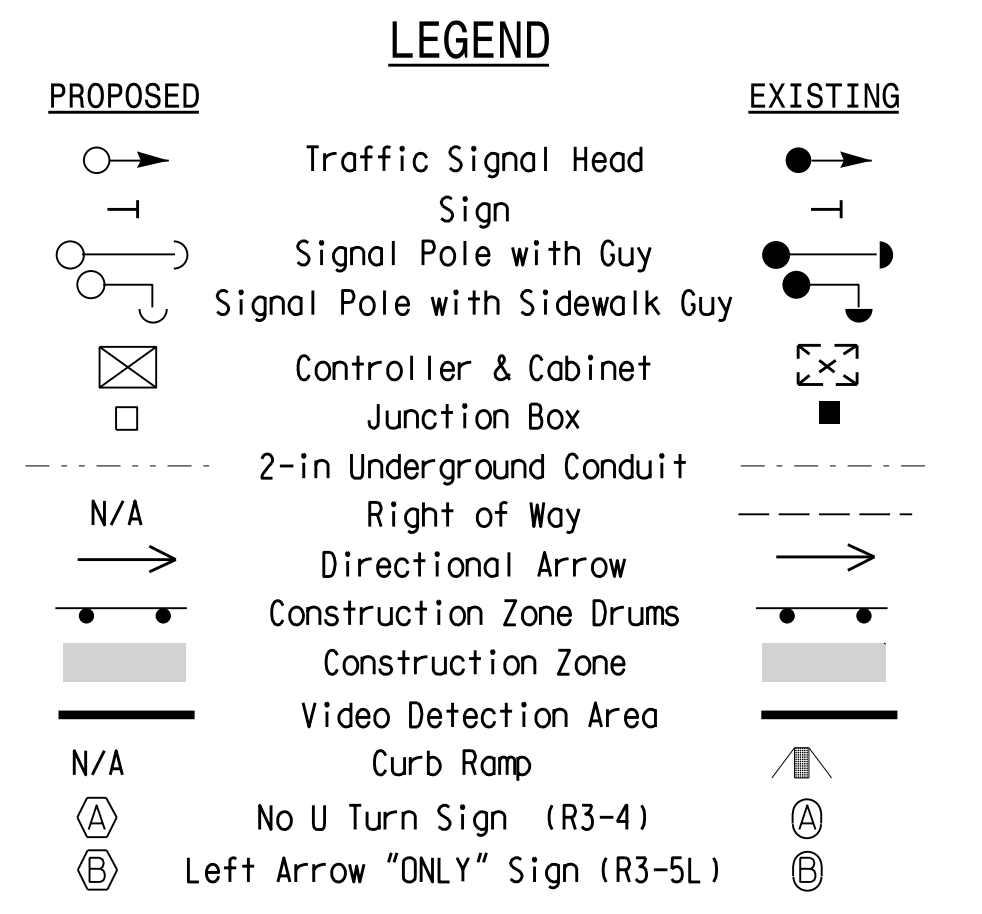 LEGEND
PROPOSED EXISTING
Traffic Signal Head
Sign
Signal Pole with Guy
Signal Pole with Sidewalk Guy
Controller & Cabinet
Junction Box
2-in Underground Conduit
N/A Right of Way
Directional Arrow
Construction Zone Drums
Construction Zone
Video Detection Area
N/A Curb Ramp
A No U Turn Sign (R3-4) A
B Left Arrow "ONLY" Sign (R3-5L) B